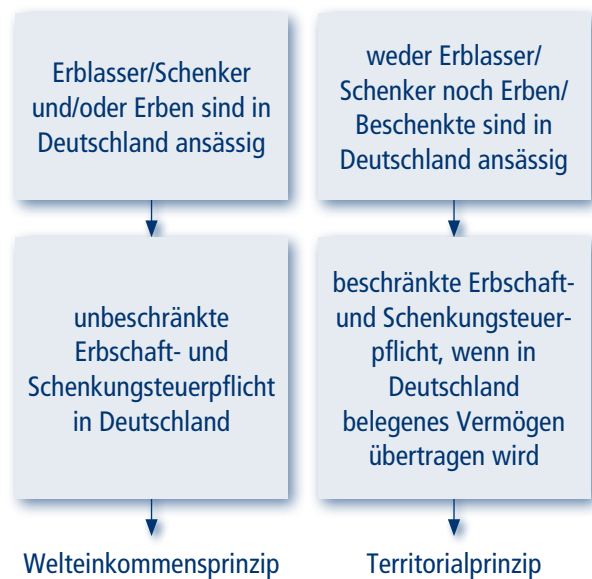 Erblasser/Schenker
und/oder Erben sind in
Deutschland ansässig
weder Erblasser/
Schenker noch Erben/
Beschenkte sind in
Deutschland ansässig
unbeschränkte
Erbschaft- und
Schenkungsteuerpflicht
in Deutschland
beschränkte Erbschaft-
und Schenkungsteuer-
pflicht, wenn in
Deutschland
belegenes Vermögen
übertragen wird
Welteinkommensprinzip
Territorialprinzip